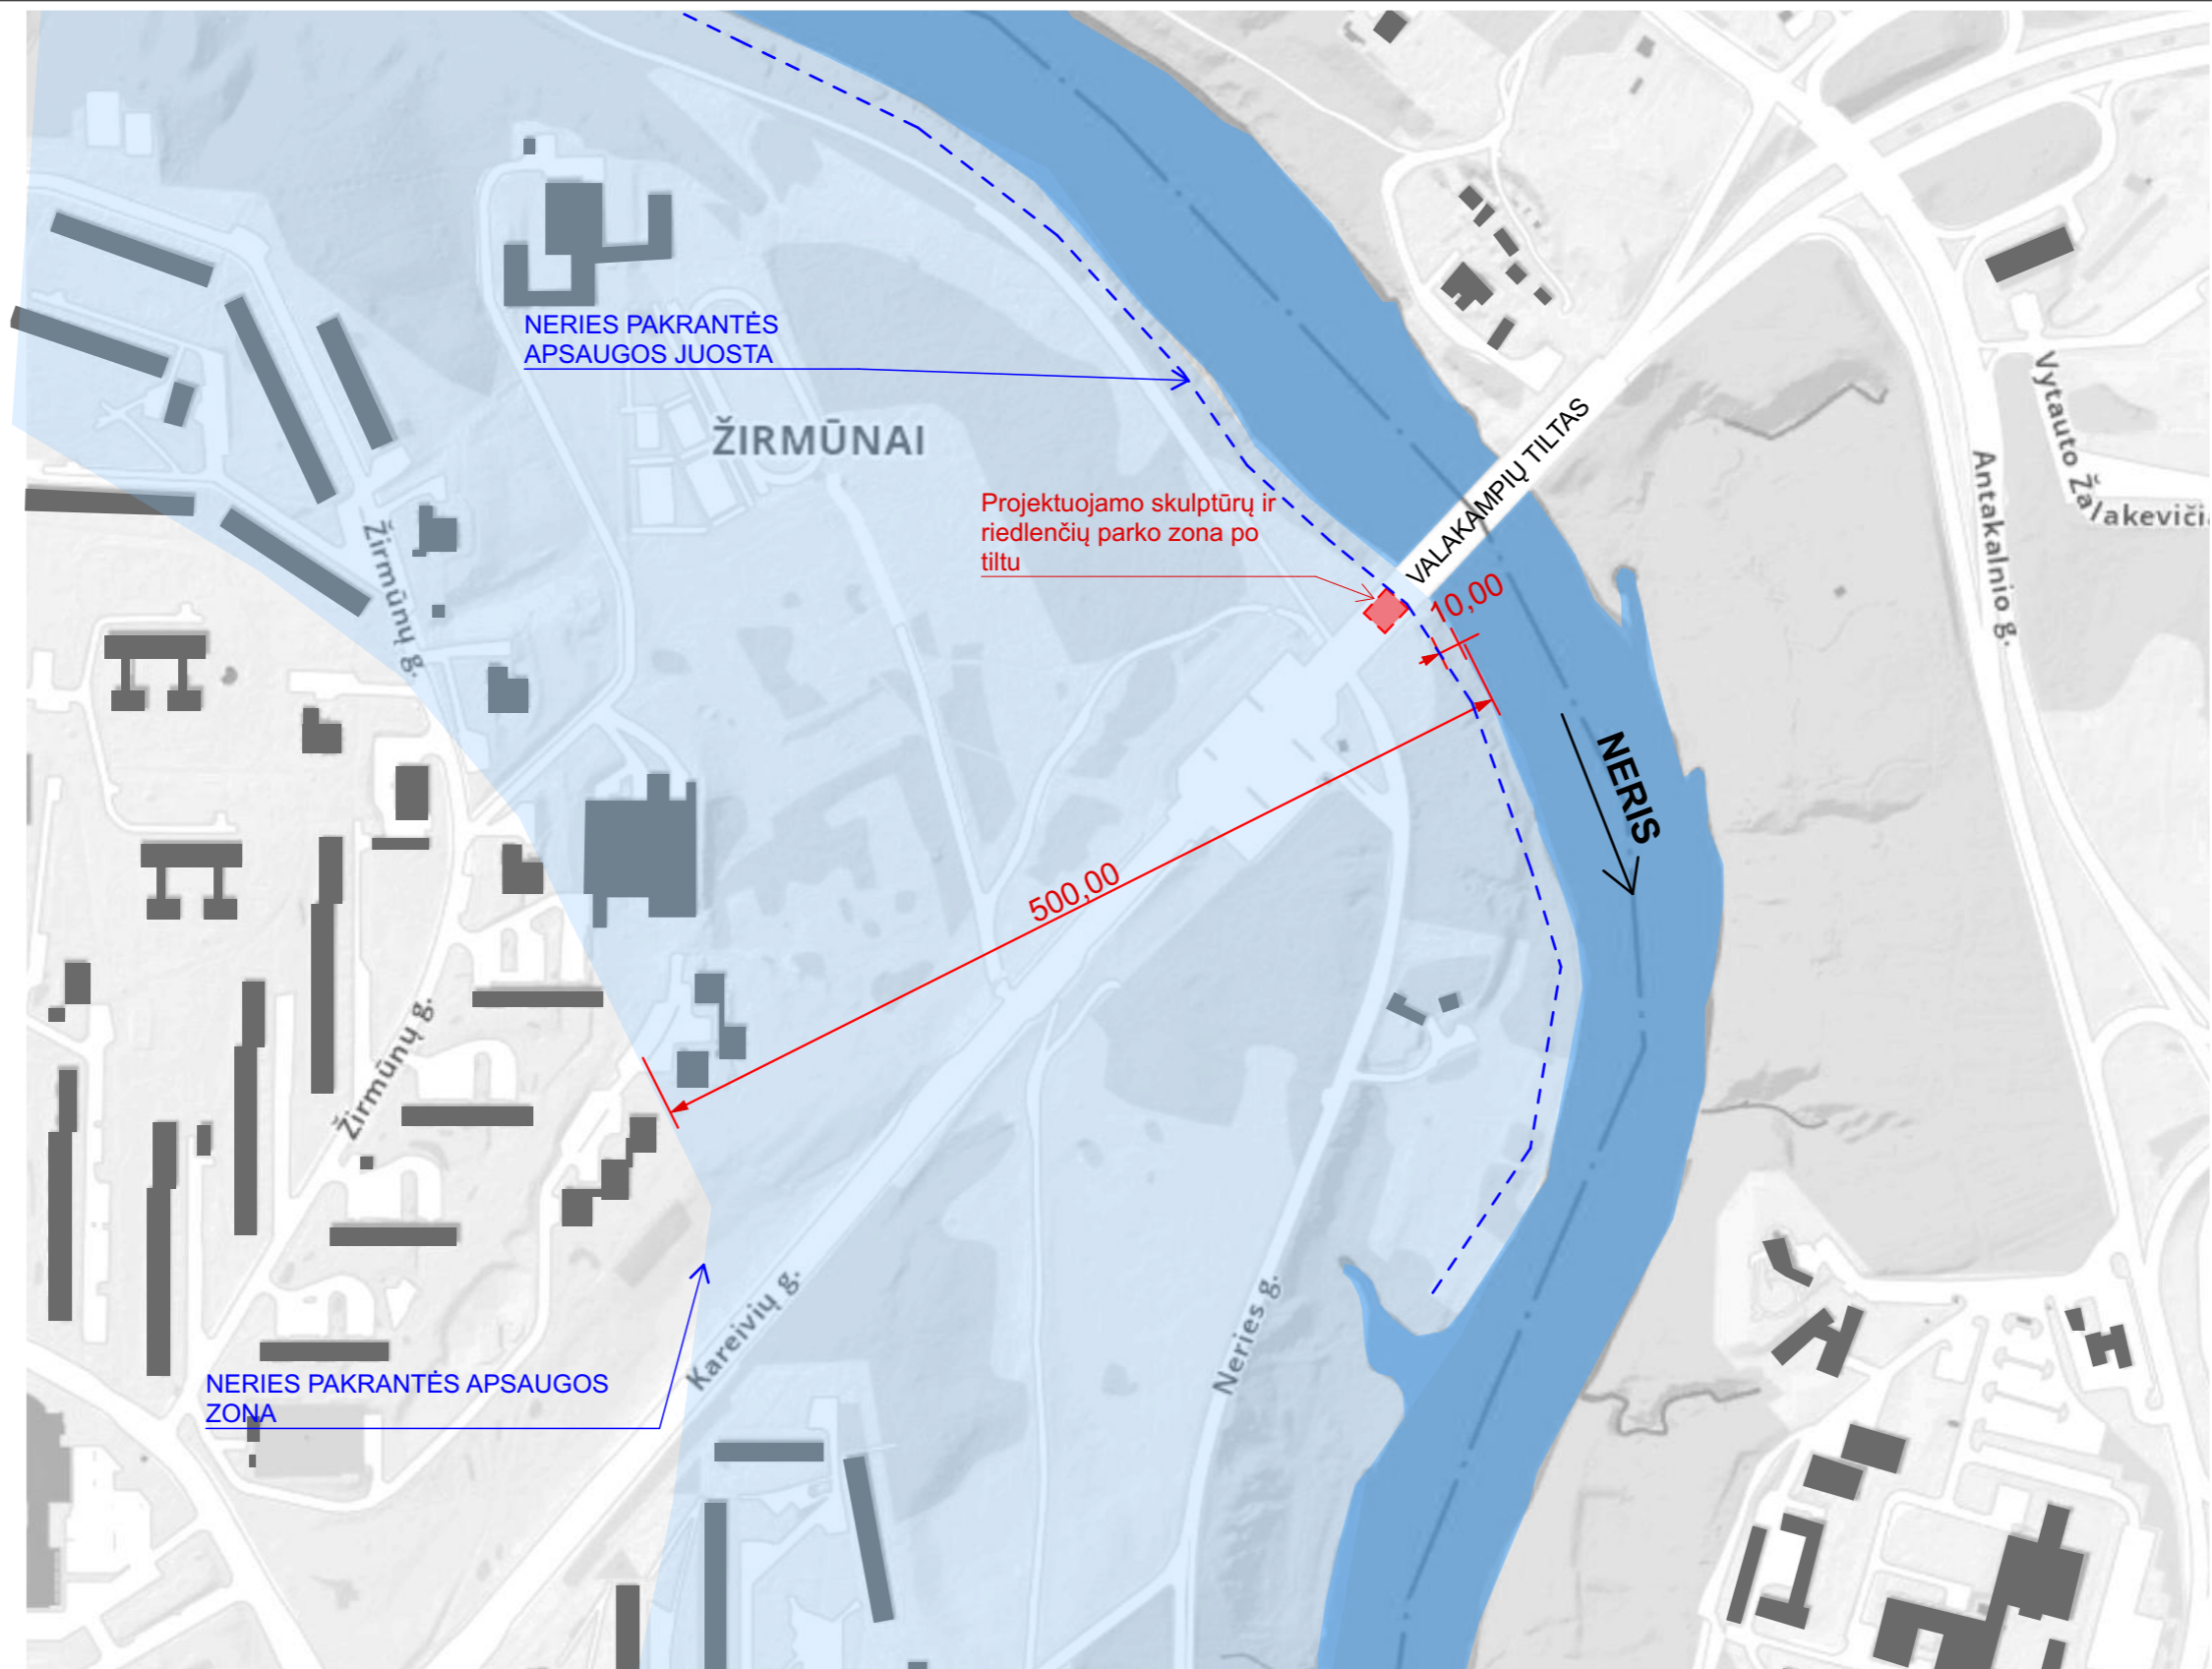 NERIES PAKRANTĖS
APSAUGOS JUOSTA
ŽIRMŪNAI
Projektuojamo skulptūrų ir
riedlenčių parko zona po
tiltu
VALAKAMPIŲ TILTAS
10,00
Vytauto
Antakalnio g.
Žirmūnų g.
NERIS
500,00
Žirmūnų g.
Kareivių g.
Neries g.
NERIES PAKRANTĖS APSAUGOS
ZONA